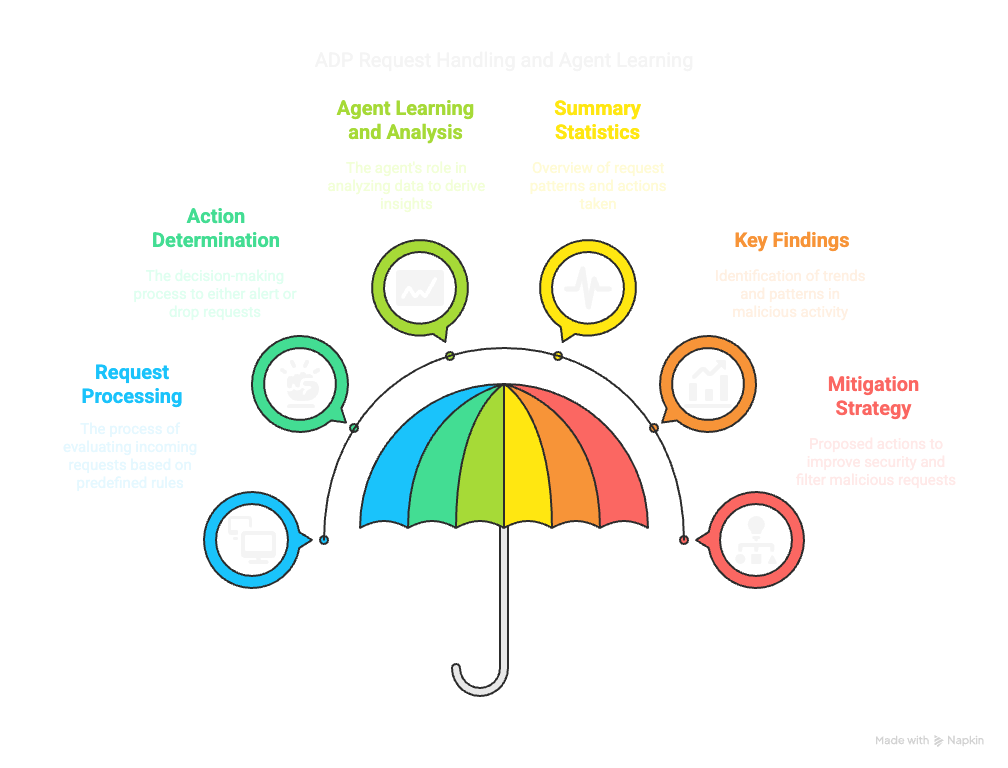 ADP Request Handling and Agent Learning
Agent Learning
and Analysis
The agent's role in
analyzing data to derive
insights
Summary
Statistics
Overview of request
patterns and actions
taken
Action
Determination
The decision-making
process to either alert or
drop requests
Key Findings
Identification of trends
and patterns in
malicious activity
Request
Processing
The process of
evaluating incoming
requests based on
predefined rules
Mitigation
Strategy
Proposed actions to
improve security and
filter malicious requests
Made with Napkin